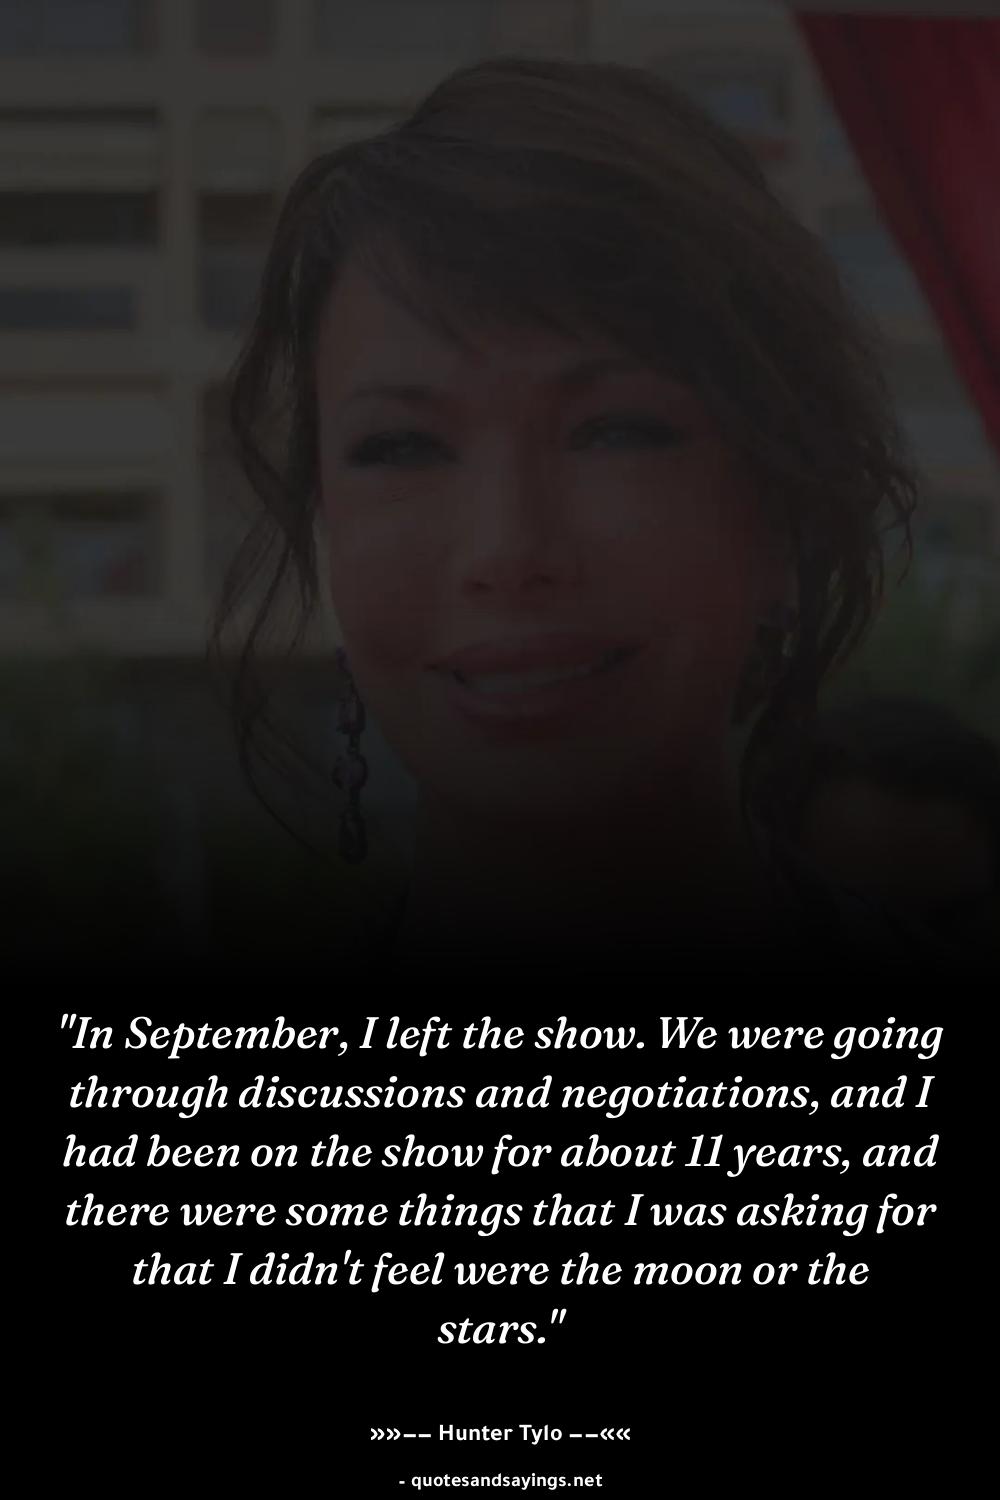 "In September, I left the show. We were going
through discussions and negotiations, and I
had been on the show for about 11 years, and
there were some things that I was asking for
that I didn't feel were the moon or the
stars."
»»−− Hunter Tylo −−««
- quotesandsayings.net